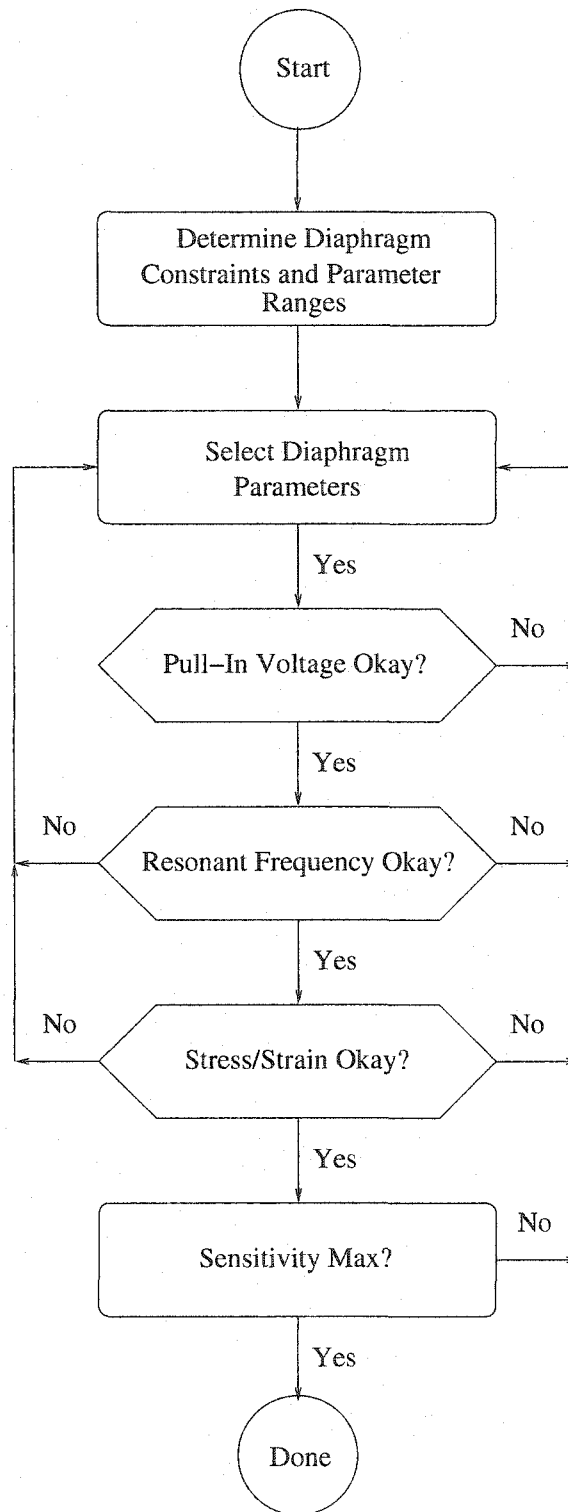 Start
Determine Diaphragm
Constraints and Parameter
Ranges
Select Diaphragm
Parameters
Yes
No
Pull-In Voltage Okay?
Yes
No
No
Resonant Frequency Okay?
Yes
No
No
Stress/Strain Okay?
Yes
No
Sensitivity Max?
Yes
Done